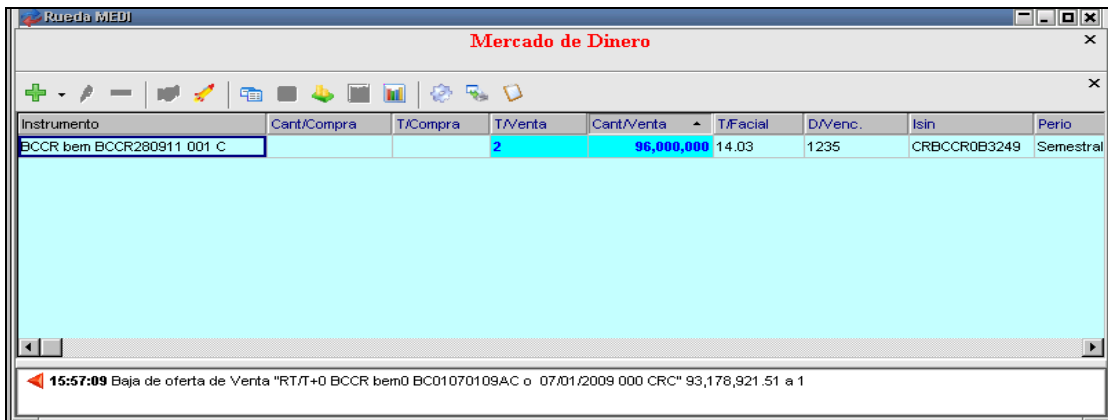 Rueda MEDI
Mercado de Dinero
Instrumento Cant/Compra T/Compra T/Venta Cant/Venta T/Facial D/Venc. Isin Perio
BCCR bem BCCR280911 001 C 2 96,000,000 14.03 1235 CRBCCR0B3249 Semestral
15:57:09 Baja de oferta de Venta "RT/T+0 BCCR bem0 BC01070109AC o 07/01/2009 000 CRC" 93,178,921.51 a 1